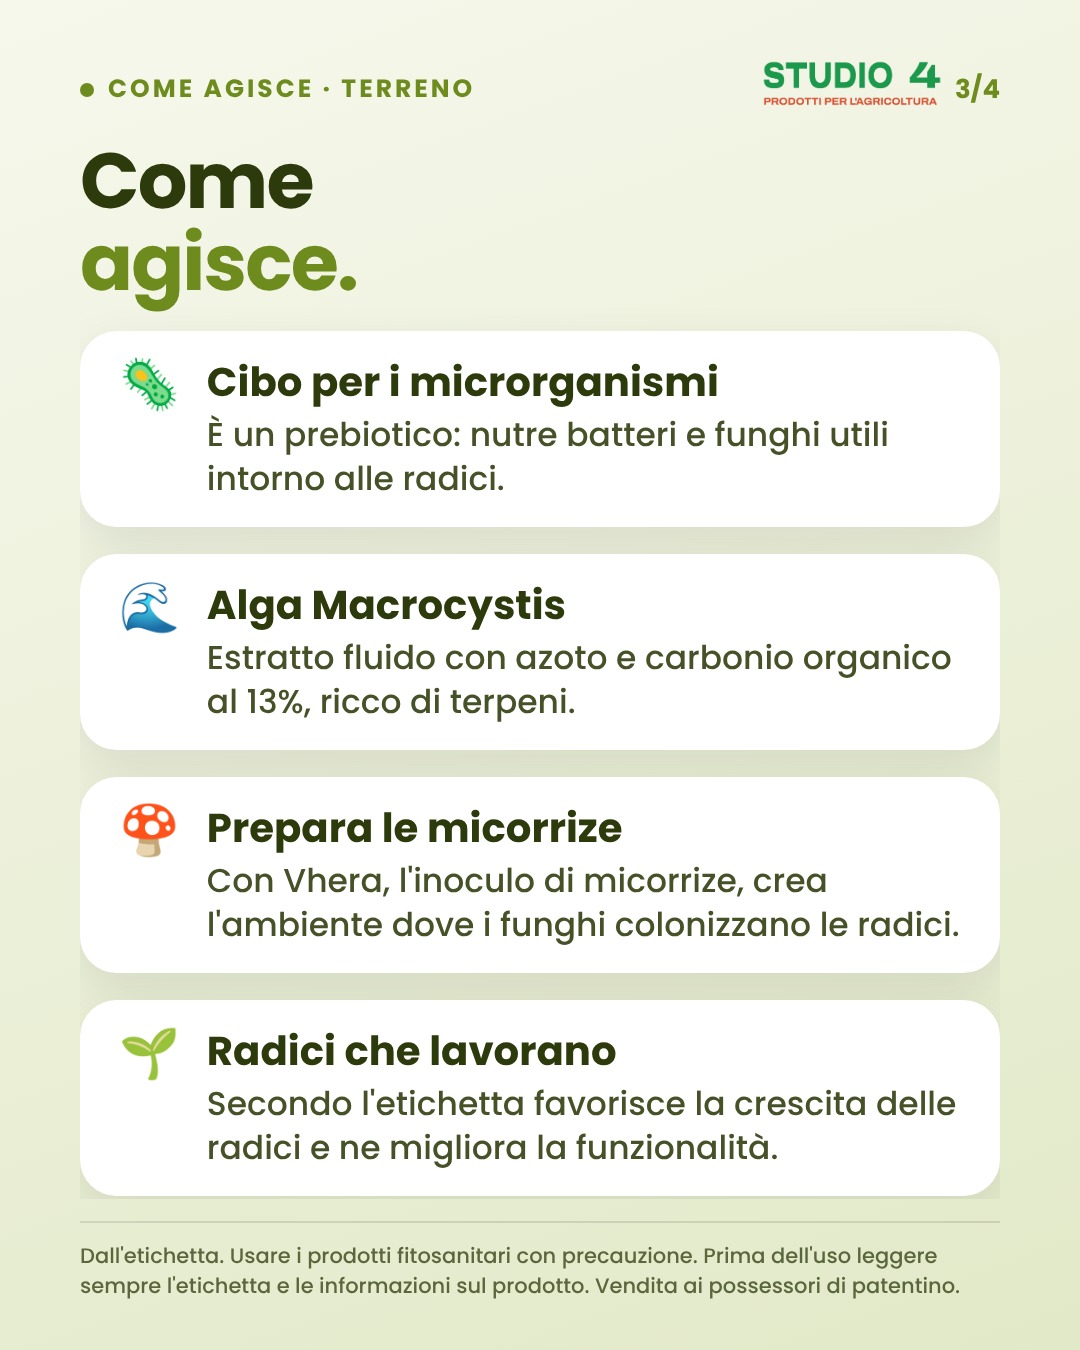 COME AGISCE · TERRENO
STUDIO 4
PRODOTTI PER L'AGRICOLTURA
3/4
Come
agisce.
Cibo per i microrganismi
È un prebiotico: nutre batteri e funghi utili
intorno alle radici.
Alga Macrocystis
Estratto fluido con azoto e carbonio organico
al 13%, ricco di terpeni.
Prepara le micorrize
Con Vhera, l'inoculo di micorrize, crea
l'ambiente dove i funghi colonizzano le radici.
Radici che lavorano
Secondo l'etichetta favorisce la crescita delle
radici e ne migliora la funzionalità.
Dall'etichetta. Usare i prodotti fitosanitari con precauzione. Prima dell'uso leggere
sempre l'etichetta e le informazioni sul prodotto. Vendita ai possessori di patentino.